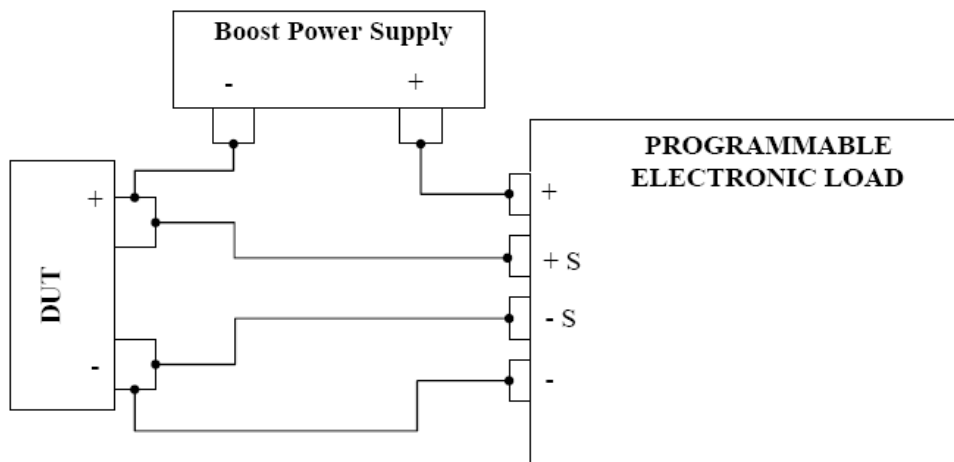 Boost Power Supply
- +
PROGRAMMABLE
ELECTRONIC LOAD
+
+ S
- S
-
+
DUT
-